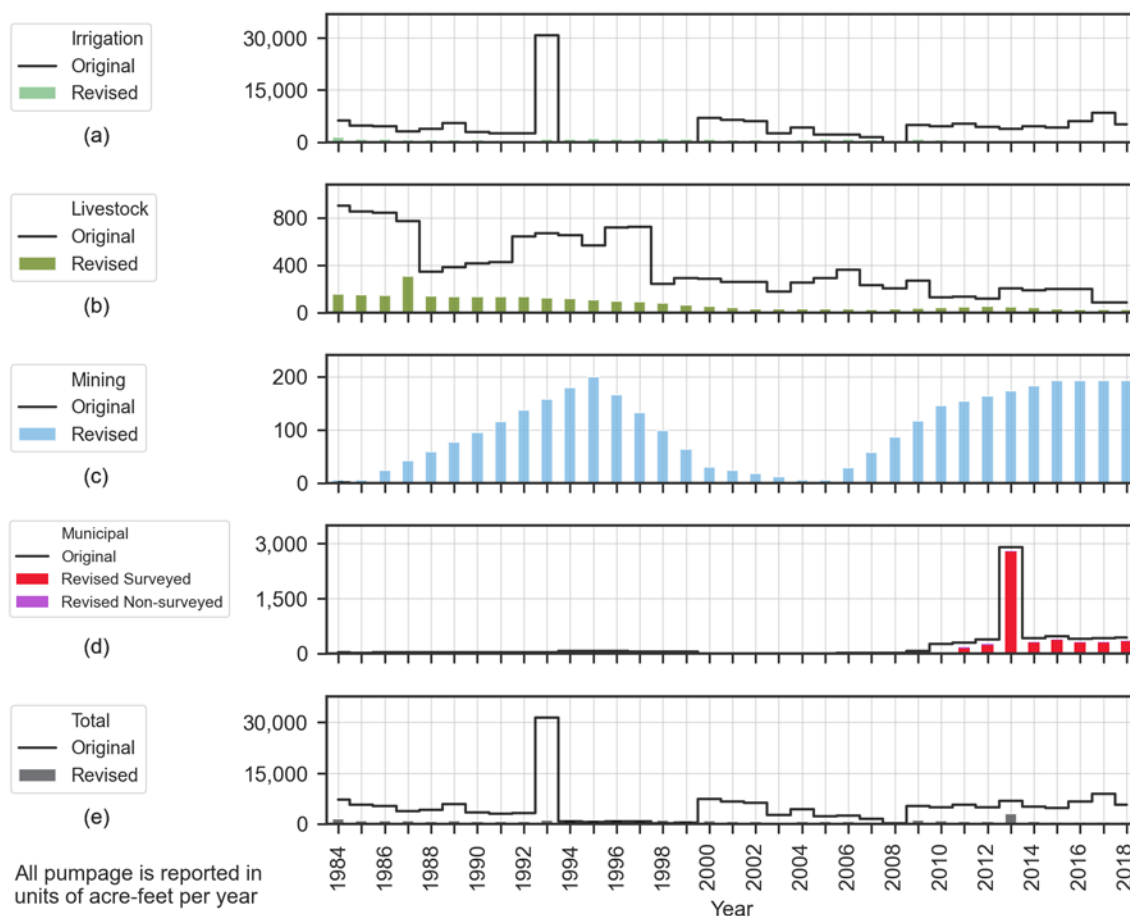 Irrigation
Original
Revised
(a)
30,000
15,000
0
Livestock
Original
Revised
(b)
800
400
0
Mining
Original
Revised
(c)
200
100
0
Municipal
Original
Revised Surveyed
Revised Non-surveyed
(d)
3,000
1,500
0
Total
Original
Revised
(e)
30,000
15,000
0
1984
1986
1988
1990
1992
1994
1996
1998
2000
2002
2004
2006
2008
2010
2012
2014
2016
2018
Year
All pumpage is reported in
units of acre-feet per year